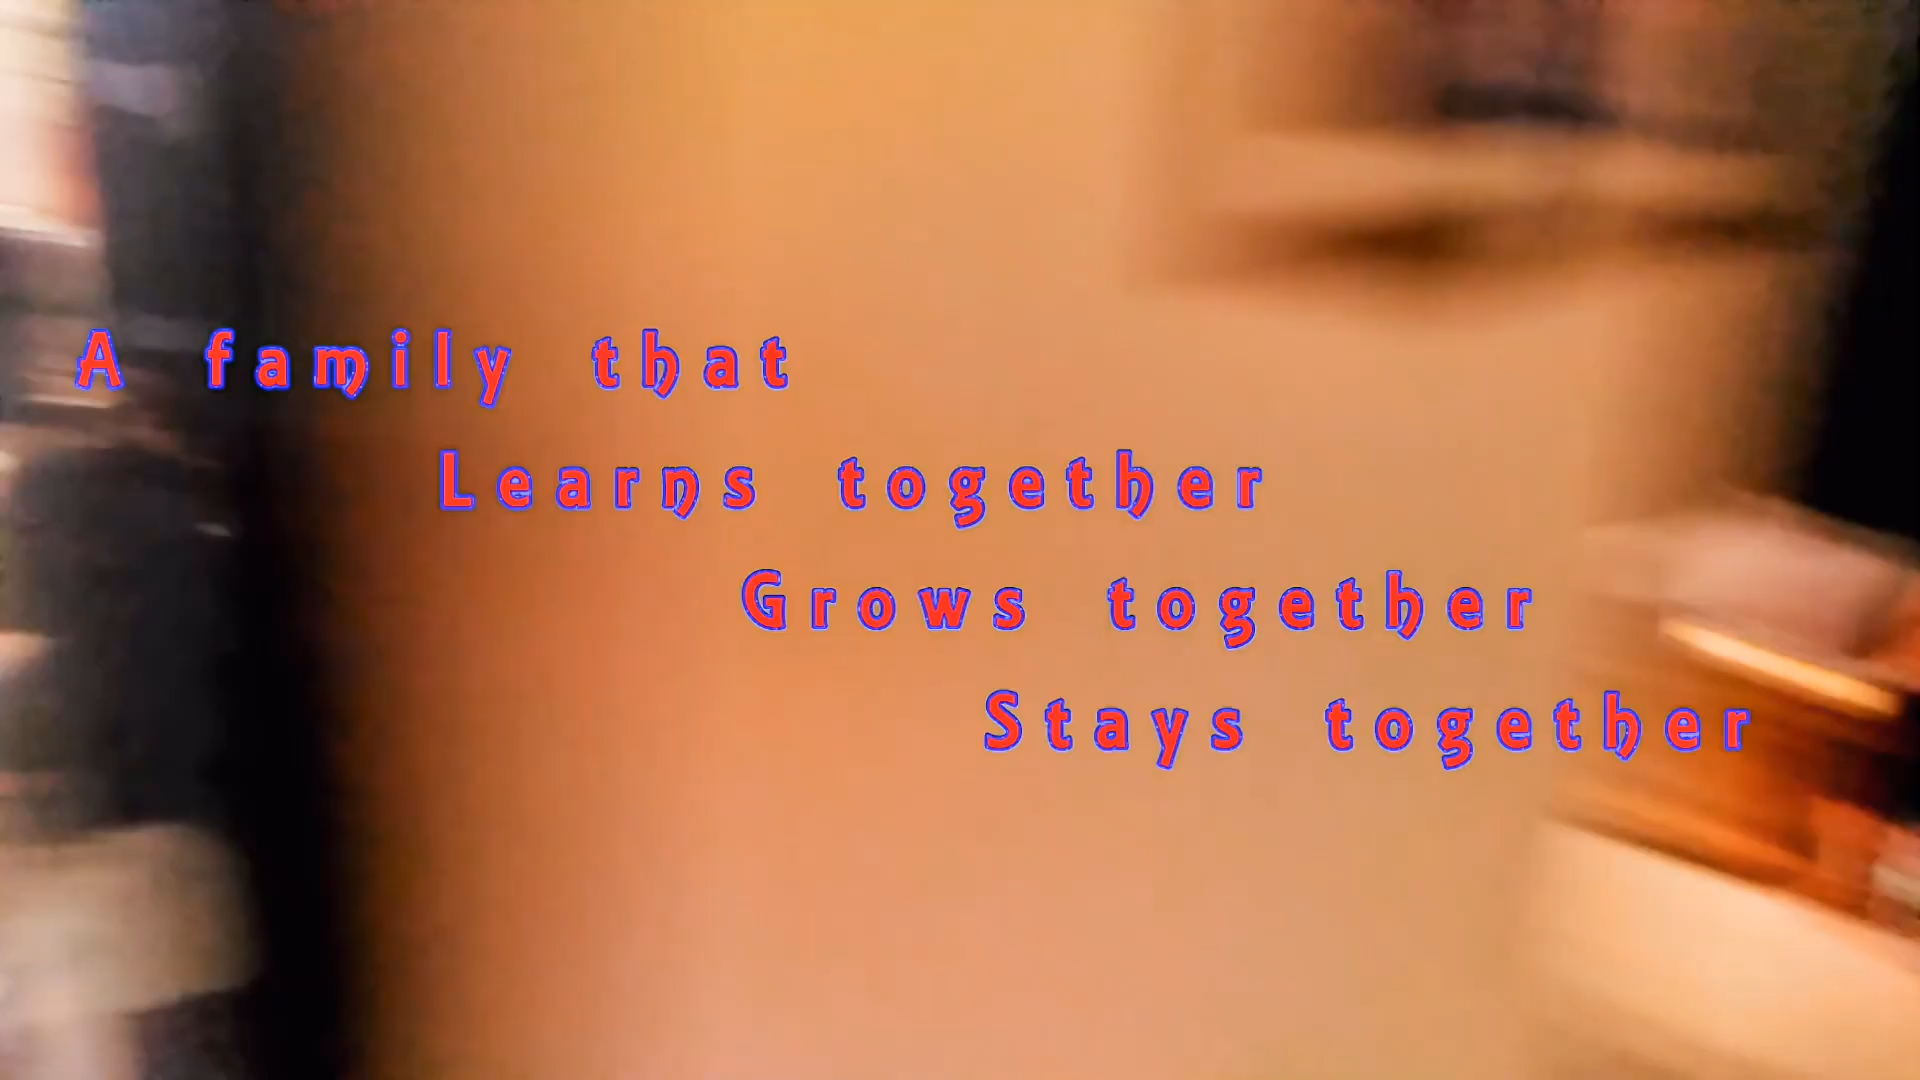 A family that
Learns together
Grows together
Stays together